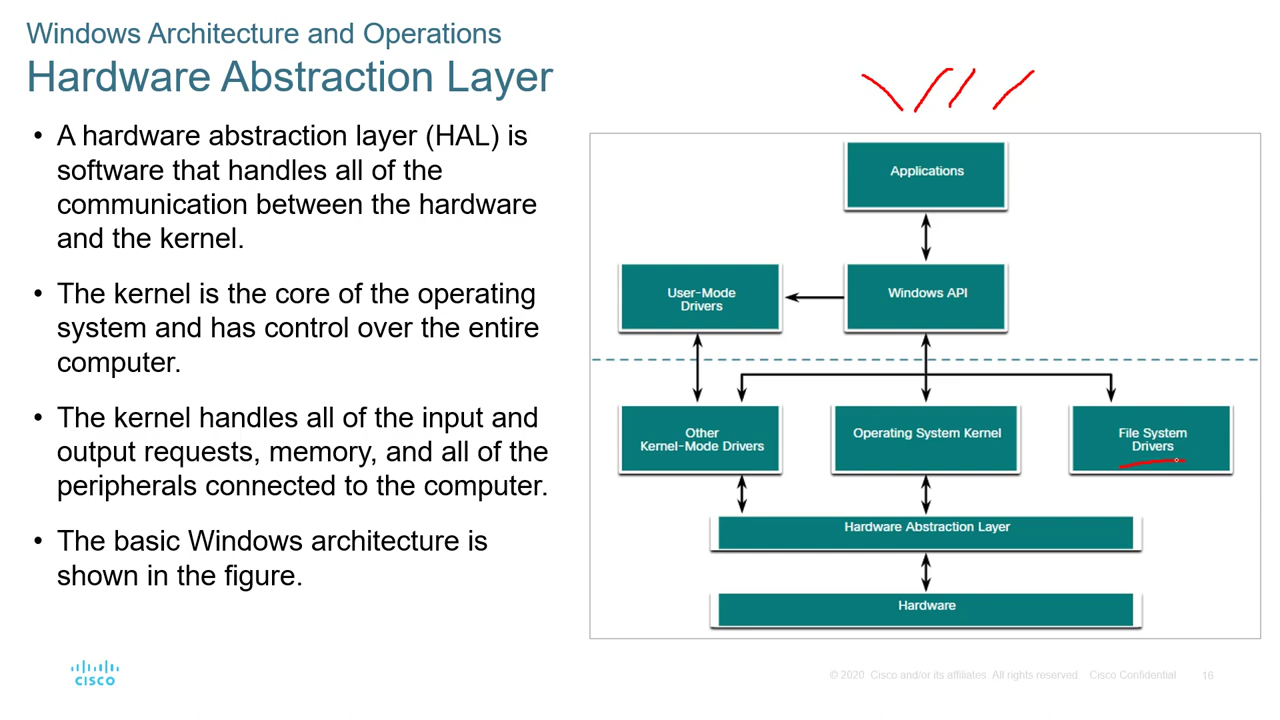 Windows Architecture and Operations
Hardware Abstraction Layer
• A hardware abstraction layer (HAL) is
software that handles all of the
communication between the hardware
and the kernel.
• The kernel is the core of the operating
system and has control over the entire
computer.
• The kernel handles all of the input and
output requests, memory, and all of the
peripherals connected to the computer.
• The basic Windows architecture is
shown in the figure.
Applications
User-Mode
Drivers
Windows API
Other
Kernel-Mode Drivers
Operating System Kernel
File System
Drivers
Hardware Abstraction Layer
Hardware
CISCO
© 2020 Cisco and/or its affiliates. All rights reserved. Cisco Confidential
16